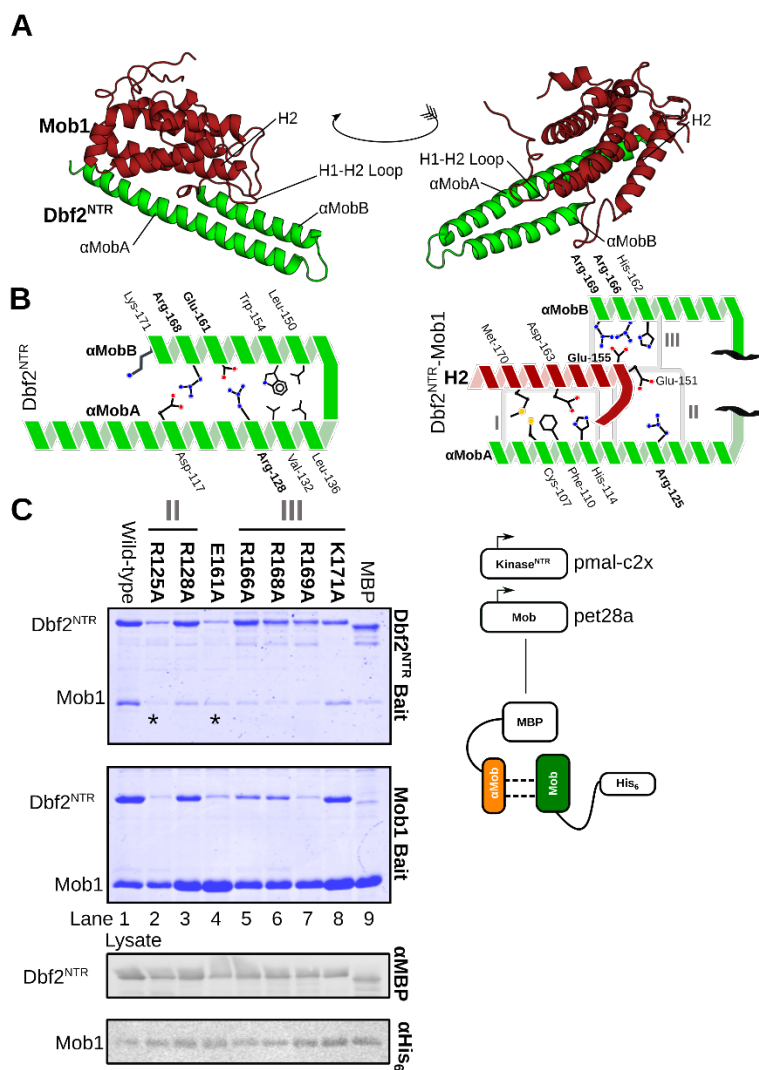 A
Mob1
H2
H1-H2 Loop
αMobB
Dbf2NTR
αMobA
H2
H1-H2 Loop
αMobA
αMobB
B
Dbf2NTR
Lys-171
Arg-168
Glu-161
Trp-154
Leu-150
αMobB
αMobA
Asp-117
Arg-128
Val-132
Leu-136
Dbf2NTR-Mob1
Arg-169
Arg-166
His-162
αMobB
III
Met-170
Asp-163
Glu-155
Glu-151
H2
I
II
αMobA
Cys-107
Phe-110
His-114
Arg-125
C
II
III
Wild-type
R125A
R128A
E161A
R166A
R168A
R169A
K171A
MBP
Dbf2NTR
Mob1
* *
Dbf2NTR Bait
Dbf2NTR
Mob1
Mob1 Bait
Lane 1 2 3 4 5 6 7 8 9
Lysate
Dbf2NTR
αMBP
Mob1
αHis6
KinaseNTR
pmal-c2x
Mob
pet28a
MBP
αMob
Mob
His6